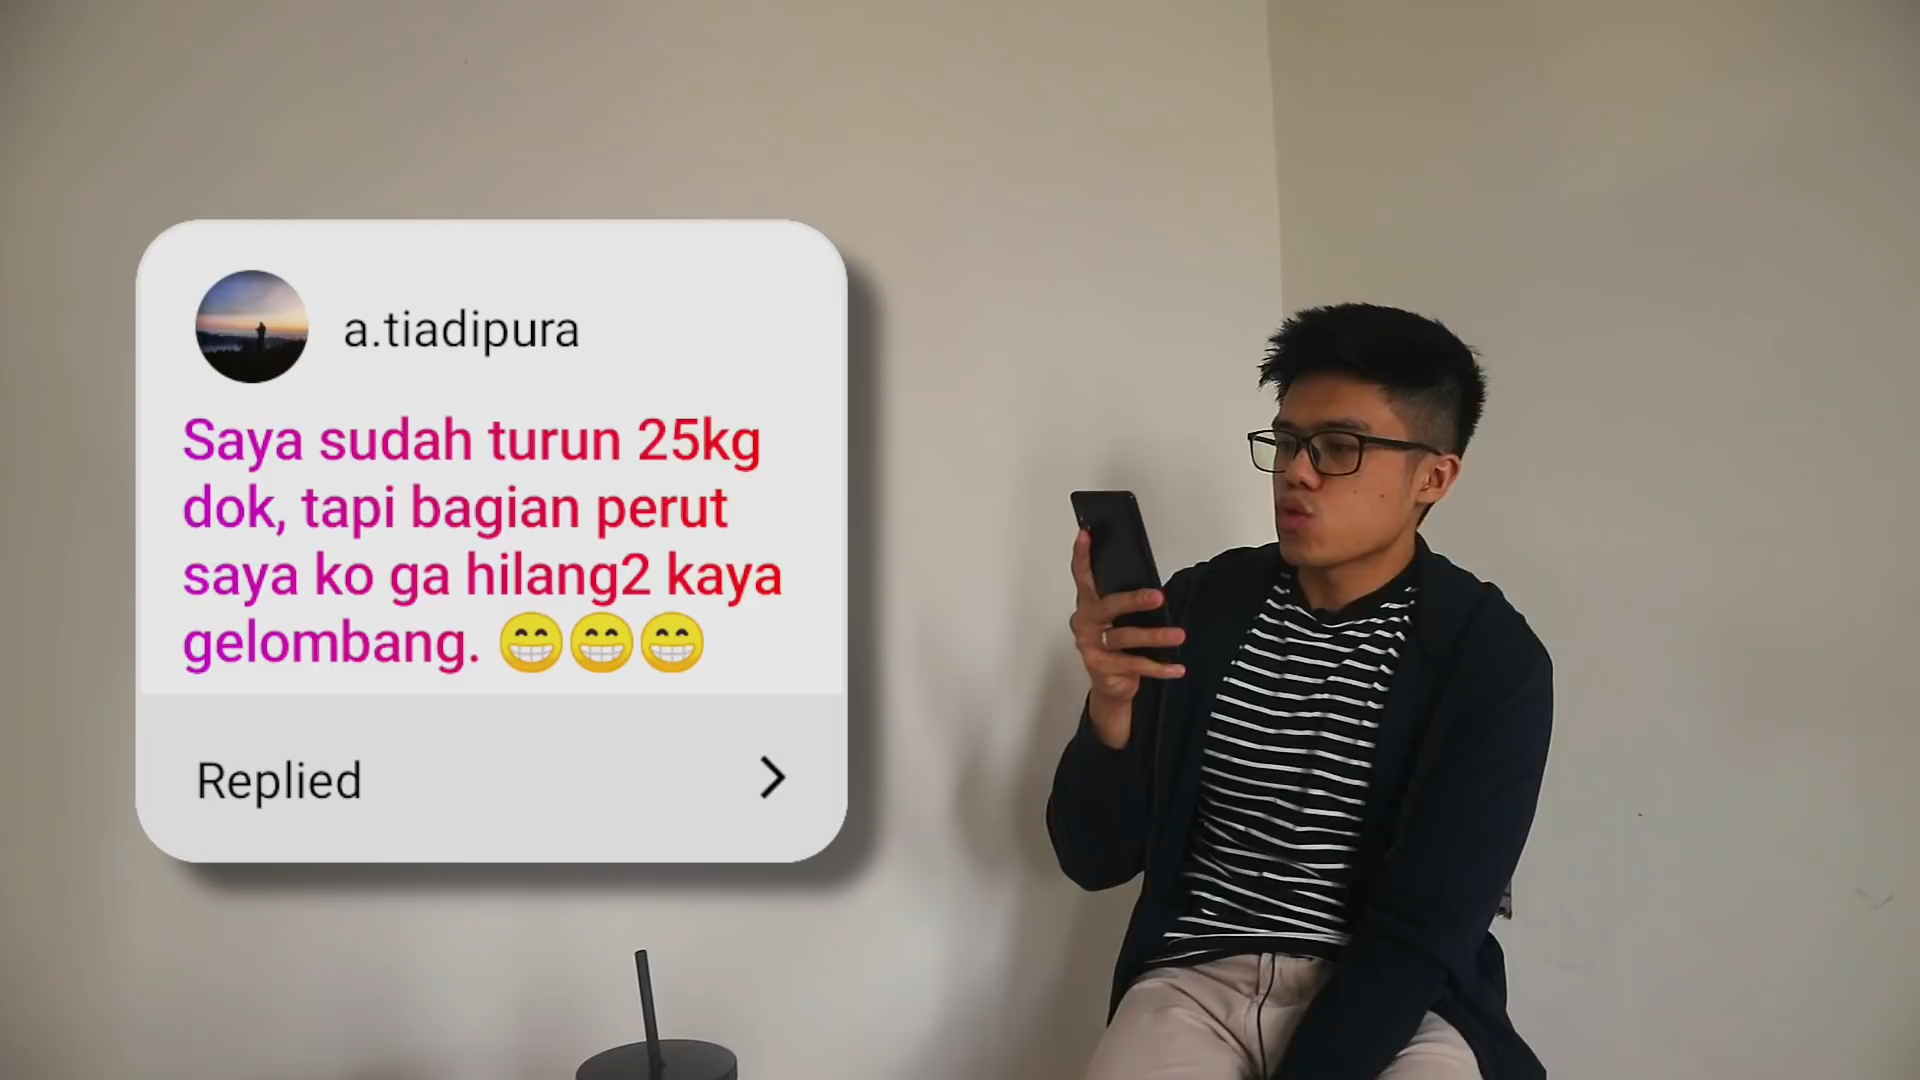 a.tiadipura
Saya sudah turun 25kg
dok, tapi bagian perut
saya ko ga hilang2 kaya
gelombang. 😁😁😁
Replied